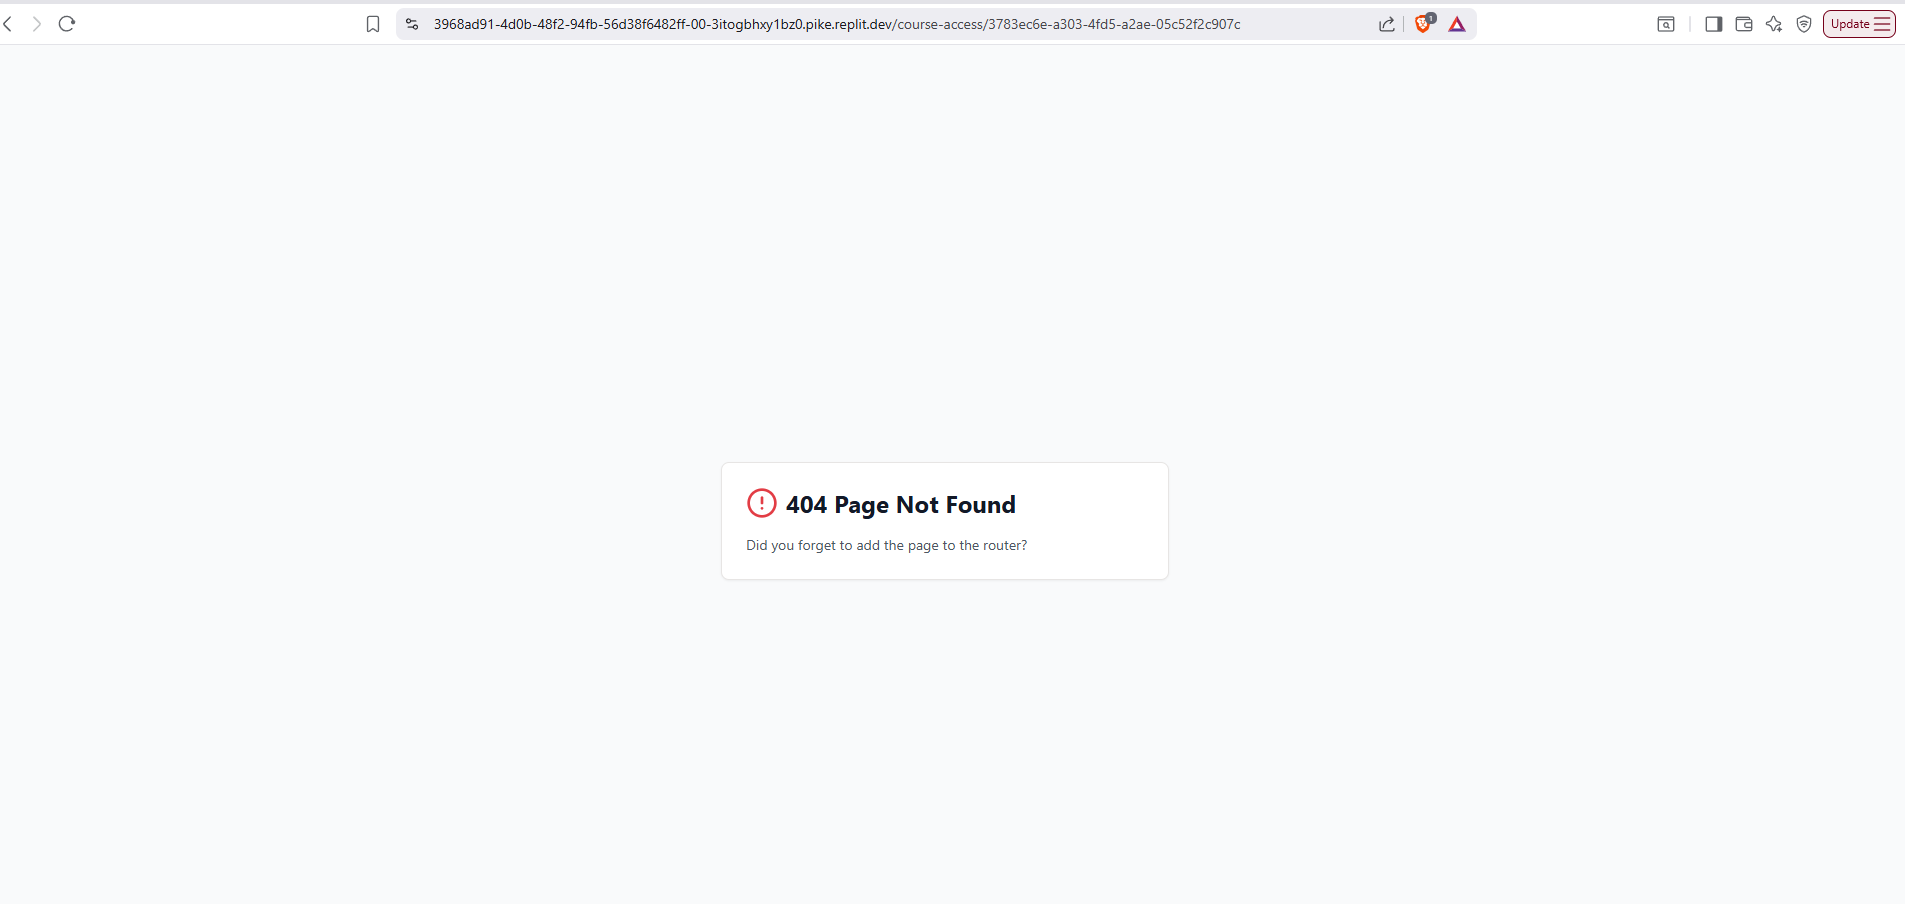 3968ad91-4d0b-48f2-94fb-56d38f6482ff-00-3itogbhxy1bz0.pike.replit.dev/course-access/3783ec6e-a303-4fd5-a2ae-05c52f2c907c
1
Update
404 Page Not Found
Did you forget to add the page to the router?